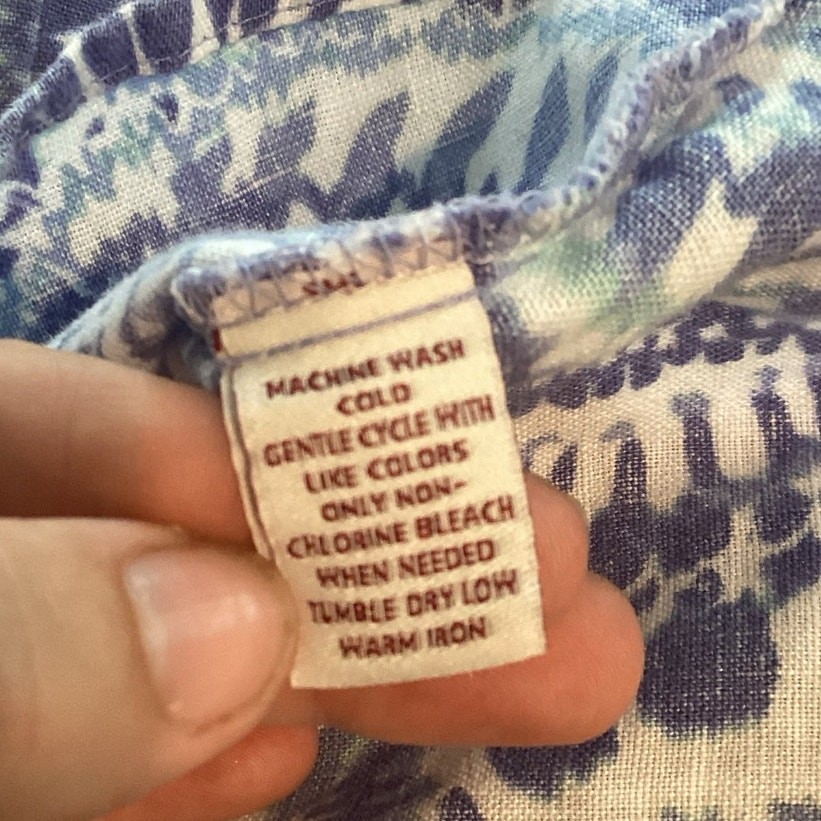 MACHINE WASH
COLD
GENTLE CYCLE WITH
LIKE COLORS
ONLY NON-
CHLORINE BLEACH
WHEN NEEDED
TUMBLE DRY LOW
WARM IRON